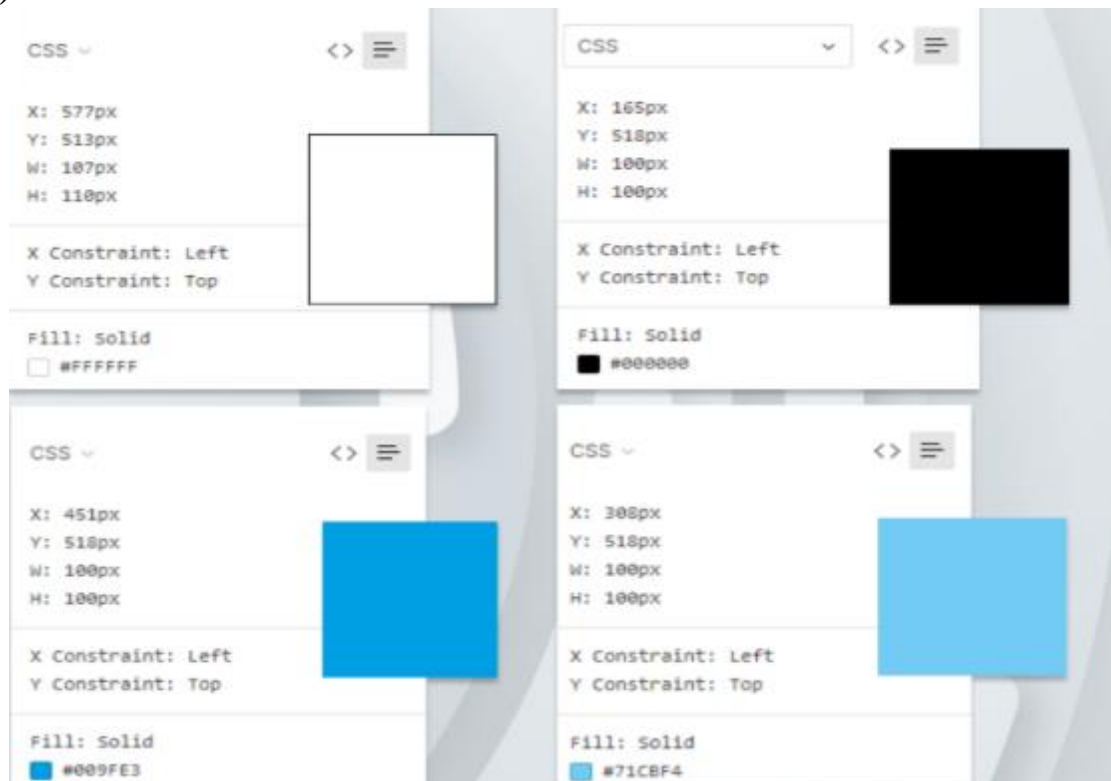 )
CSS
X: 577px
Y: 513px
W: 107px
H: 110px
X Constraint: Left
Y Constraint: Top
Fill: Solid
#FFFFFF
CSS
X: 165px
Y: 518px
W: 100px
H: 100px
X Constraint: Left
Y Constraint: Top
Fill: Solid
#000000
CSS
X: 451px
Y: 518px
W: 100px
H: 100px
X Constraint: Left
Y Constraint: Top
Fill: Solid
#009FE3
CSS
X: 308px
Y: 518px
W: 100px
H: 100px
X Constraint: Left
Y Constraint: Top
Fill: Solid
#71CBF4